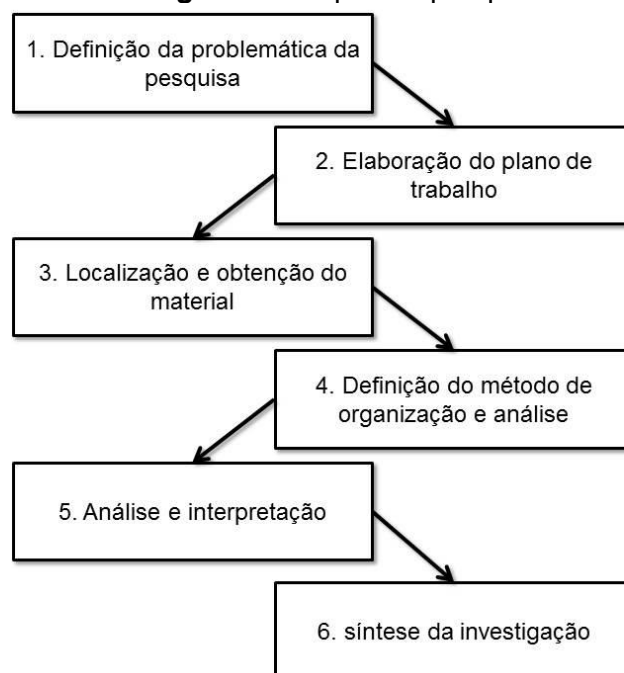 1. Definição da problemática da
pesquisa
2. Elaboração do plano de
trabalho
3. Localização e obtenção do
material
4. Definição do método de
organização e análise
5. Análise e interpretação
6. síntese da investigação